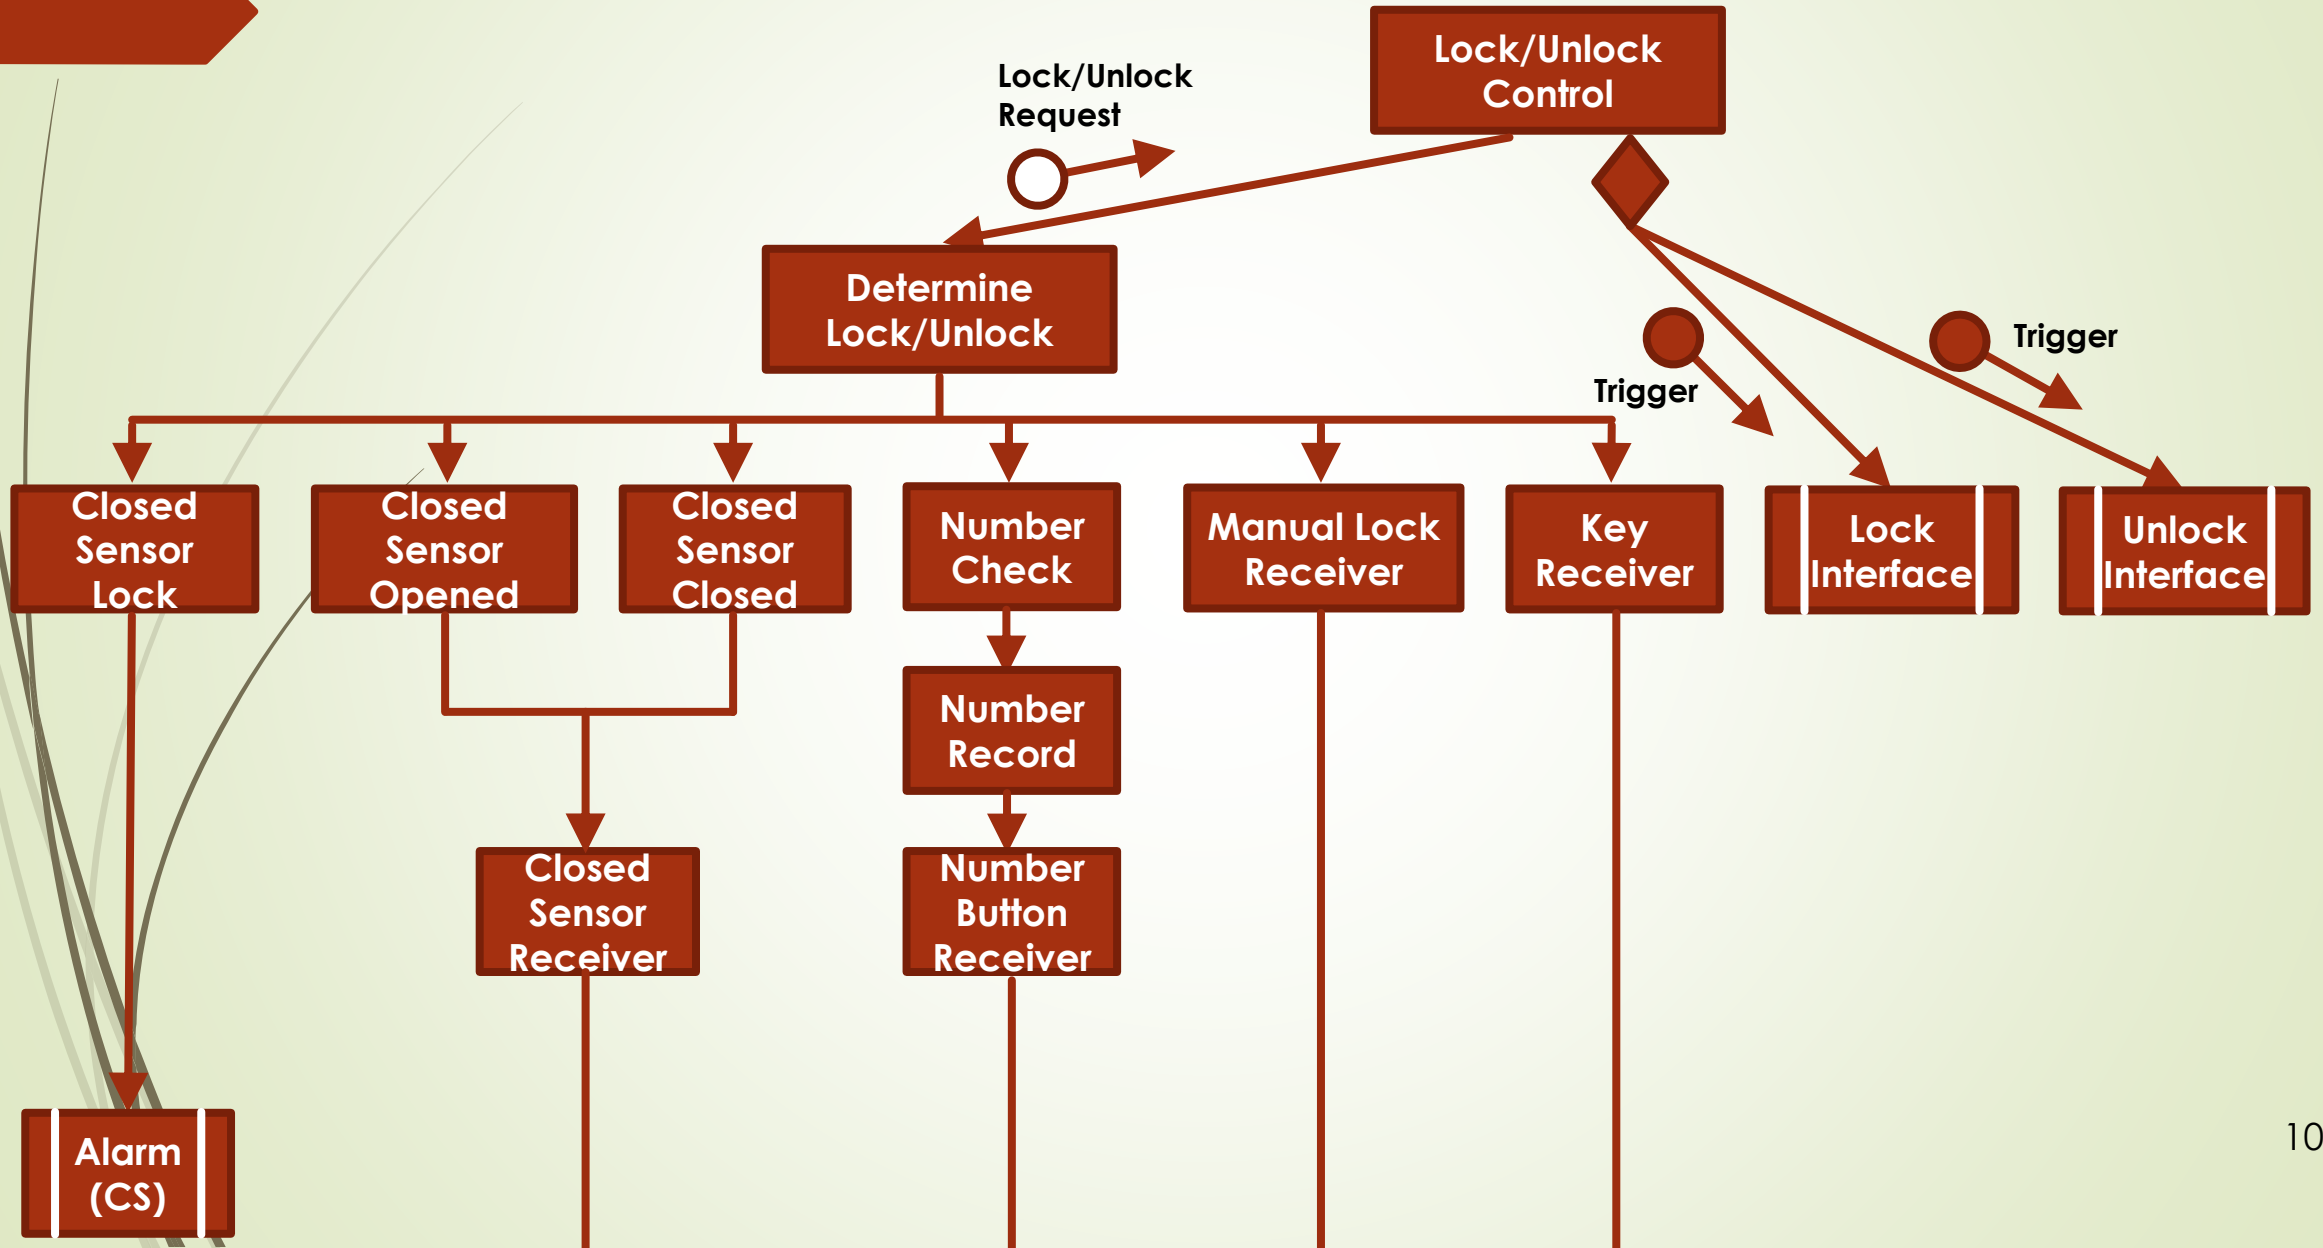 Lock/Unlock
Control
Lock/Unlock
Request
Determine
Lock/Unlock
Trigger
Trigger
Closed
Sensor
Lock
Closed
Sensor
Opened
Closed
Sensor
Closed
Number
Check
Manual Lock
Receiver
Key
Receiver
Lock
Interface
Unlock
Interface
Number
Record
Closed
Sensor
Receiver
Number
Button
Receiver
Alarm
(CS)
10